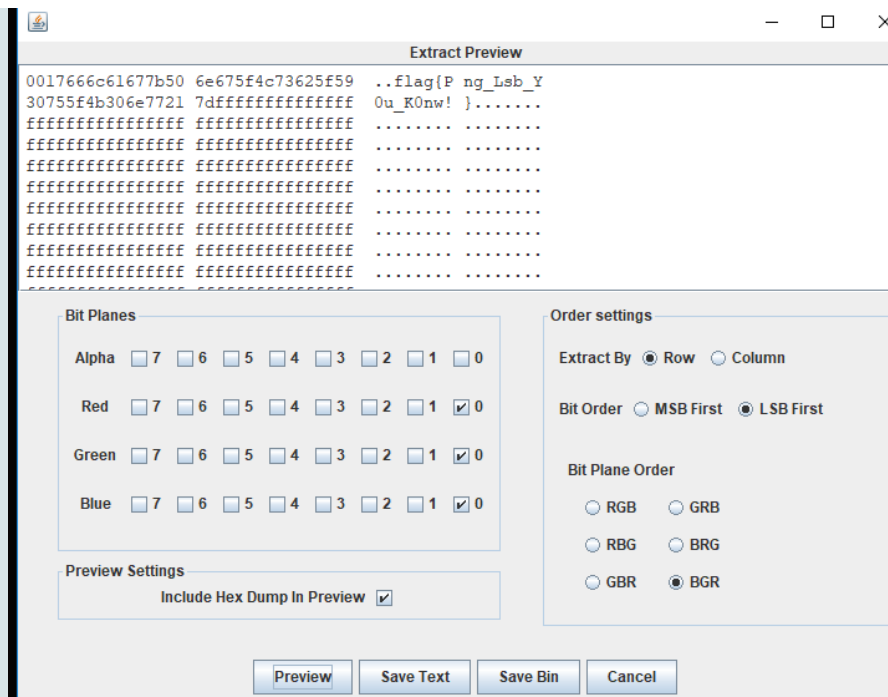 Extract Preview
0017666c61677b50 6e675f4c73625f59 ..flag{P ng_Lsb_Y
30755f4b306e7721 7dffffffffffffff 0u_K0nw! }.......
ffffffffffffffff ffffffffffffffff ........ ........
ffffffffffffffff ffffffffffffffff ........ ........
ffffffffffffffff ffffffffffffffff ........ ........
ffffffffffffffff ffffffffffffffff ........ ........
ffffffffffffffff ffffffffffffffff ........ ........
ffffffffffffffff ffffffffffffffff ........ ........
ffffffffffffffff ffffffffffffffff ........ ........
ffffffffffffffff ffffffffffffffff ........ ........
Bit Planes
Alpha 7 6 5 4 3 2 1 0
Red 7 6 5 4 3 2 1 0
Green 7 6 5 4 3 2 1 0
Blue 7 6 5 4 3 2 1 0
Preview Settings
Include Hex Dump In Preview
Order settings
Extract By Row Column
Bit Order MSB First LSB First
Bit Plane Order
RGB GRB
RBG BRG
GBR BGR
Preview Save Text Save Bin Cancel